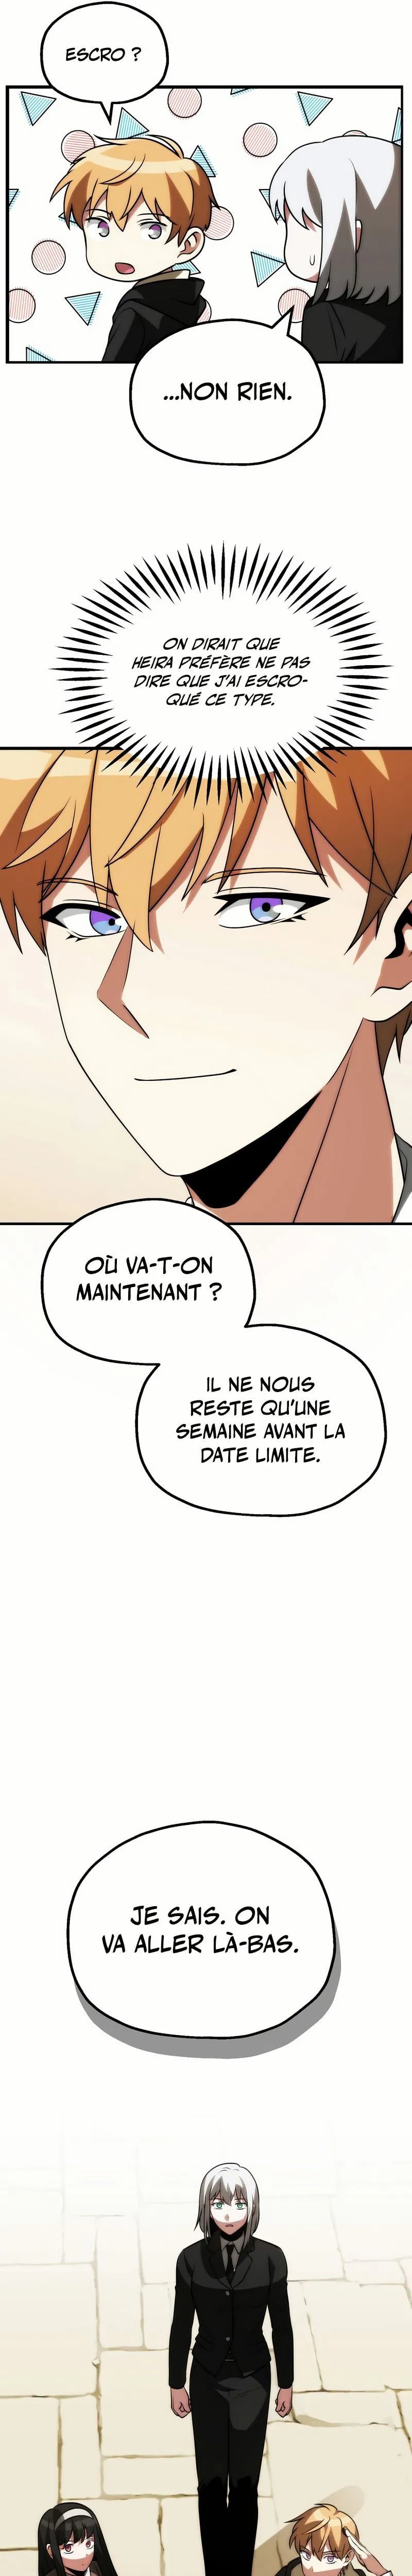 ESCRO ?
...NON RIEN.
ON DIRAIT QUE
HEIRA PRÉFÈRE NE PAS
DIRE QUE J'AI ESCRO-
QUÉ CE TYPE.
OÙ VA-T-ON
MAINTENANT ?
IL NE NOUS
RESTE QU'UNE
SEMAINE AVANT LA
DATE LIMITE.
JE SAIS. ON
VA ALLER LÀ-BAS.